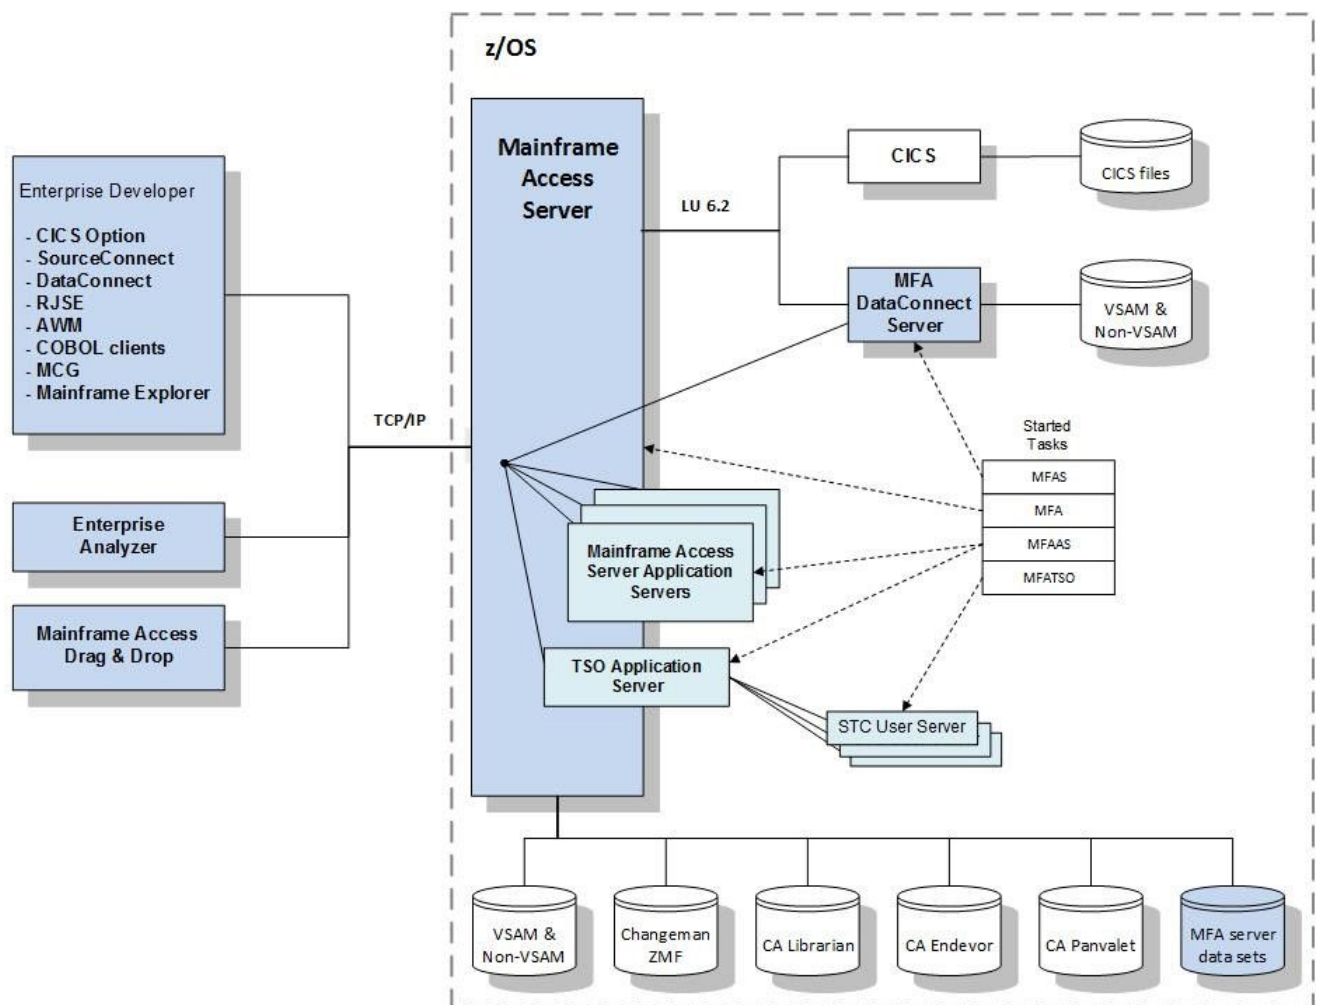 z/OS
Mainframe
Access
Server
Enterprise Developer
- CICS Option
- SourceConnect
- DataConnect
- RJSE
- AWM
- COBOL clients
- MCG
- Mainframe Explorer
TCP/IP
Enterprise
Analyzer
Mainframe Access
Drag & Drop
LU 6.2
CICS
CICS files
MFA
DataConnect
Server
VSAM &
Non-VSAM
Started
Tasks
MFAS
MFA
MFAAS
MFATSO
Mainframe Access
Server Application
Servers
TSO Application
Server
STC User Server
VSAM &
Non-VSAM
Changeman
ZMF
CA Librarian
CA Endevor
CA Panvalet
MFA server
data sets